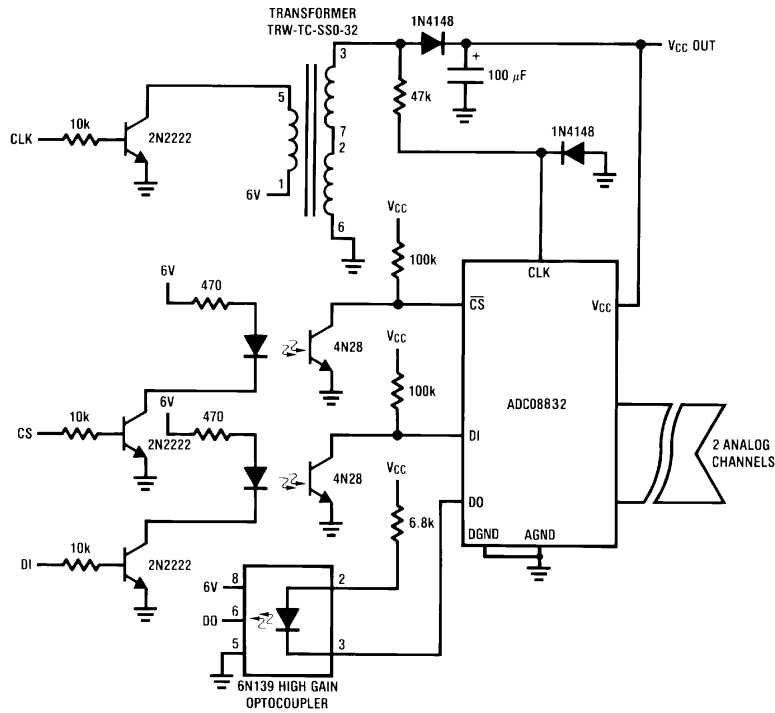 TRANSFORMER
TRW-TC-SS0-32
1N4148
3
VCC OUT
+
100 μF
47k
5
10k
CLK
2N2222
7
2
1N4148
1
6V
6
VCC
100k
CLK
6V
470
CS
VCC
4N28
VCC
100k
ADC08832
10k
6V
470
CS
2N2222
DI
2 ANALOG
CHANNELS
4N28
VCC
DO
6.8k
10k
DGND
AGND
DI
2N2222
6V
8
2
DO
6
5
3
6N139 HIGH GAIN
OPTOCOUPLER